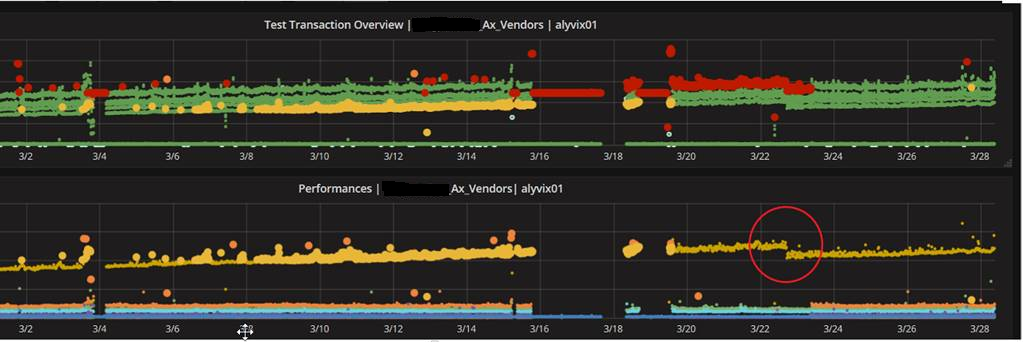 Test Transaction Overview | _Ax_Vendors | alyvix01
3/2 3/4 3/6 3/8 3/10 3/12 3/14 3/16 3/18 3/20 3/22 3/24 3/26 3/28
Performances | _Ax_Vendors| alyvix01
3/2 3/4 3/6 3/8 3/10 3/12 3/14 3/16 3/18 3/20 3/22 3/24 3/26 3/28